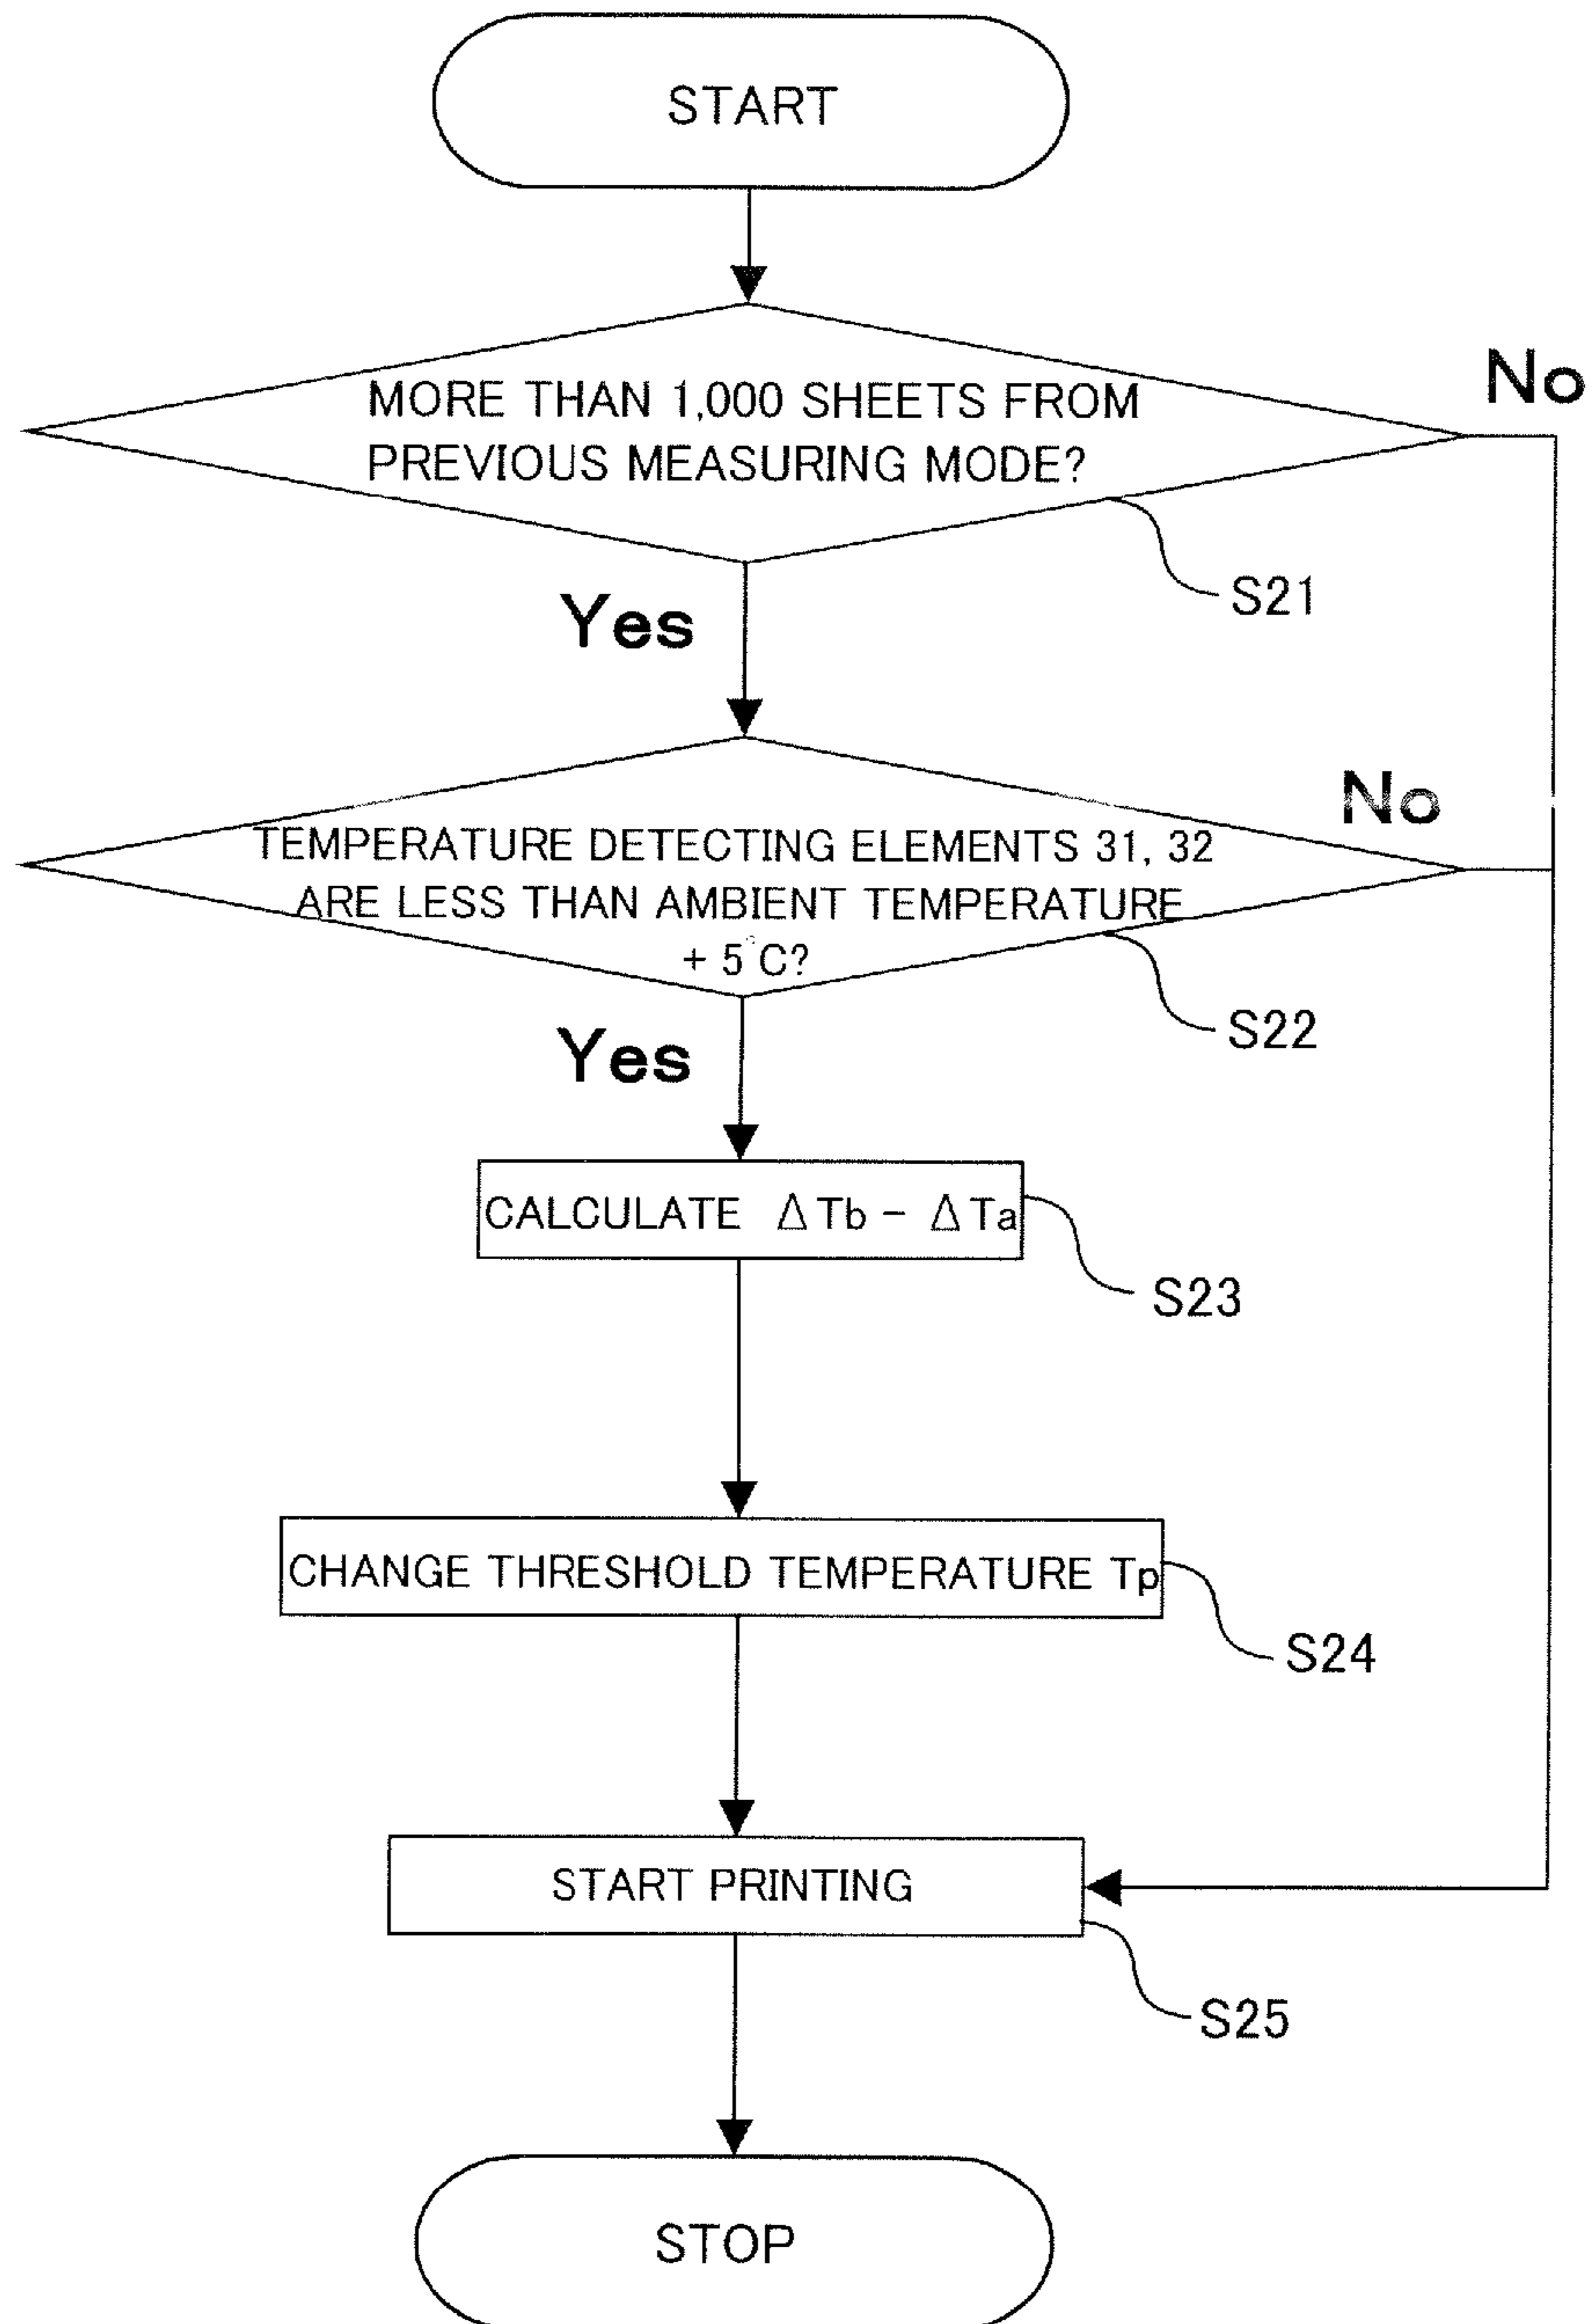 START
No
MORE THAN 1,000 SHEETS FROM
PREVIOUS MEASURING MODE?
S21
Yes
No
TEMPERATURE DETECTING ELEMENTS 31, 32
ARE LESS THAN AMBIENT TEMPERATURE
+ 5°C?
S22
Yes
CALCULATE ΔTb - ΔTa
S23
CHANGE THRESHOLD TEMPERATURE Tp
S24
START PRINTING
S25
STOP